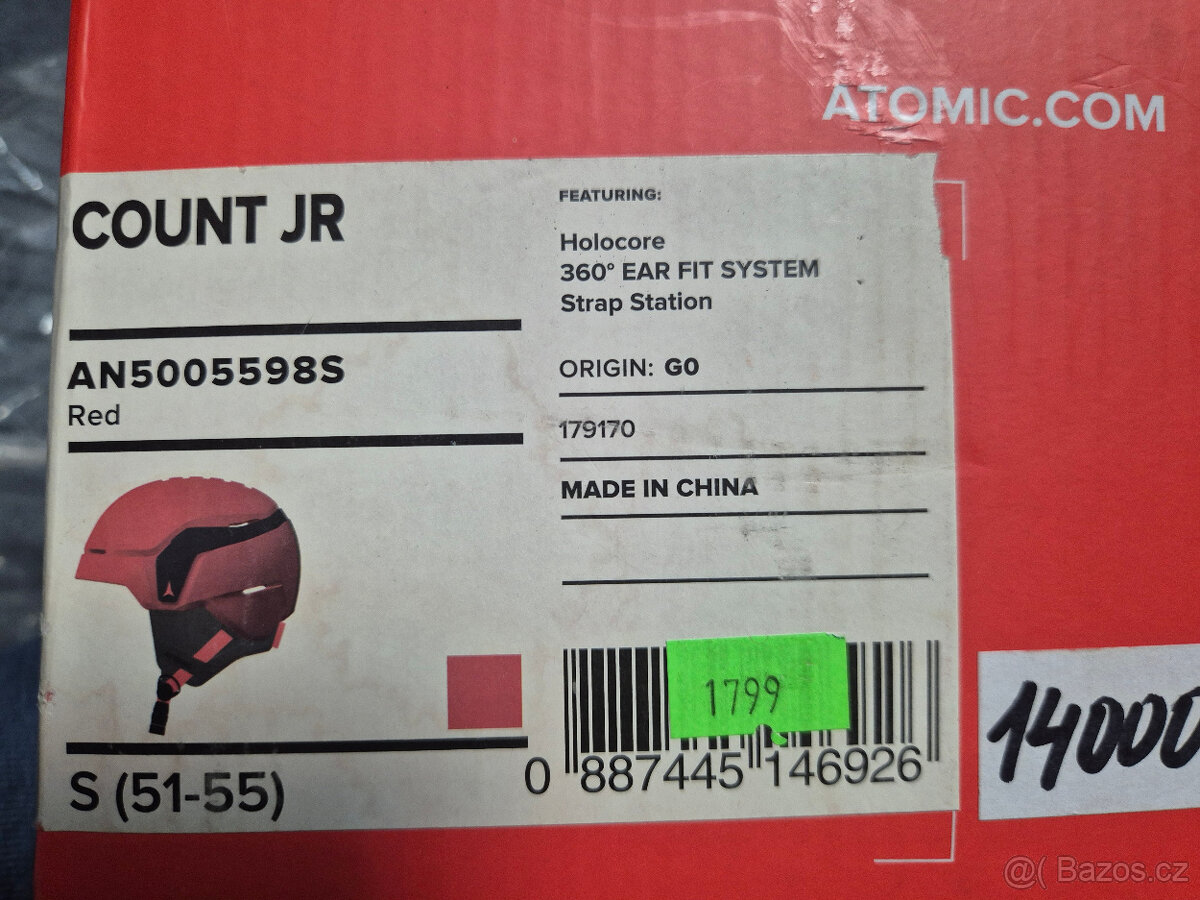 ATOMIC.COM
COUNT JR
AN5005598S
Red
S (51-55)
FEATURING:
Holocore
360° EAR FIT SYSTEM
Strap Station
ORIGIN: G0
179170
MADE IN CHINA
1799
0 887445 146926
14000
@( Bazos.cz